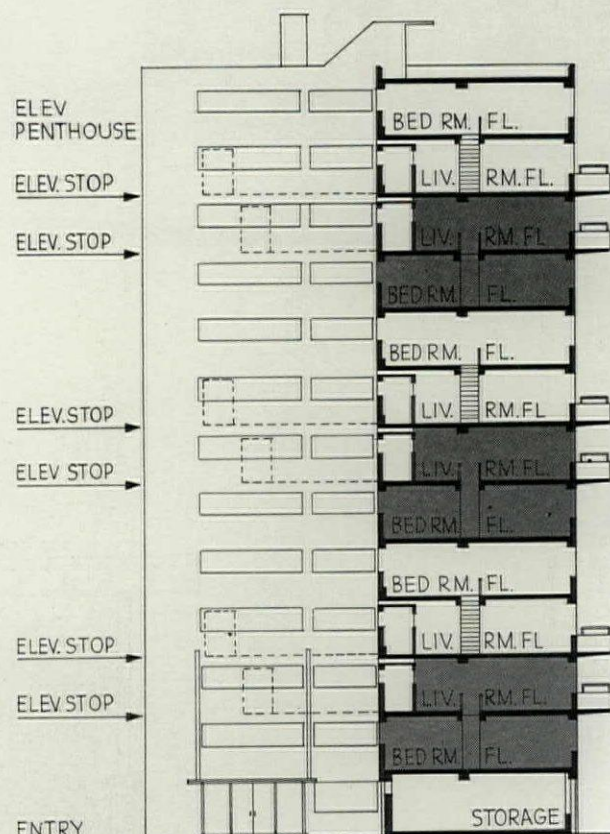 ELEV
PENTHOUSE
BED RM. FL.
ELEV. STOP
LIV. RM. FL.
ELEV. STOP
LIV. RM. FL
BED RM. FL.
BED RM. FL.
ELEV. STOP
LIV. RM. FL
ELEV STOP
LIV. RM. FL.
BED RM. FL.
BED RM. FL.
ELEV. STOP
LIV. RM FL
ELEV. STOP
LIV. RM. FL.
BED RM. FL.
STORAGE
ENTRY